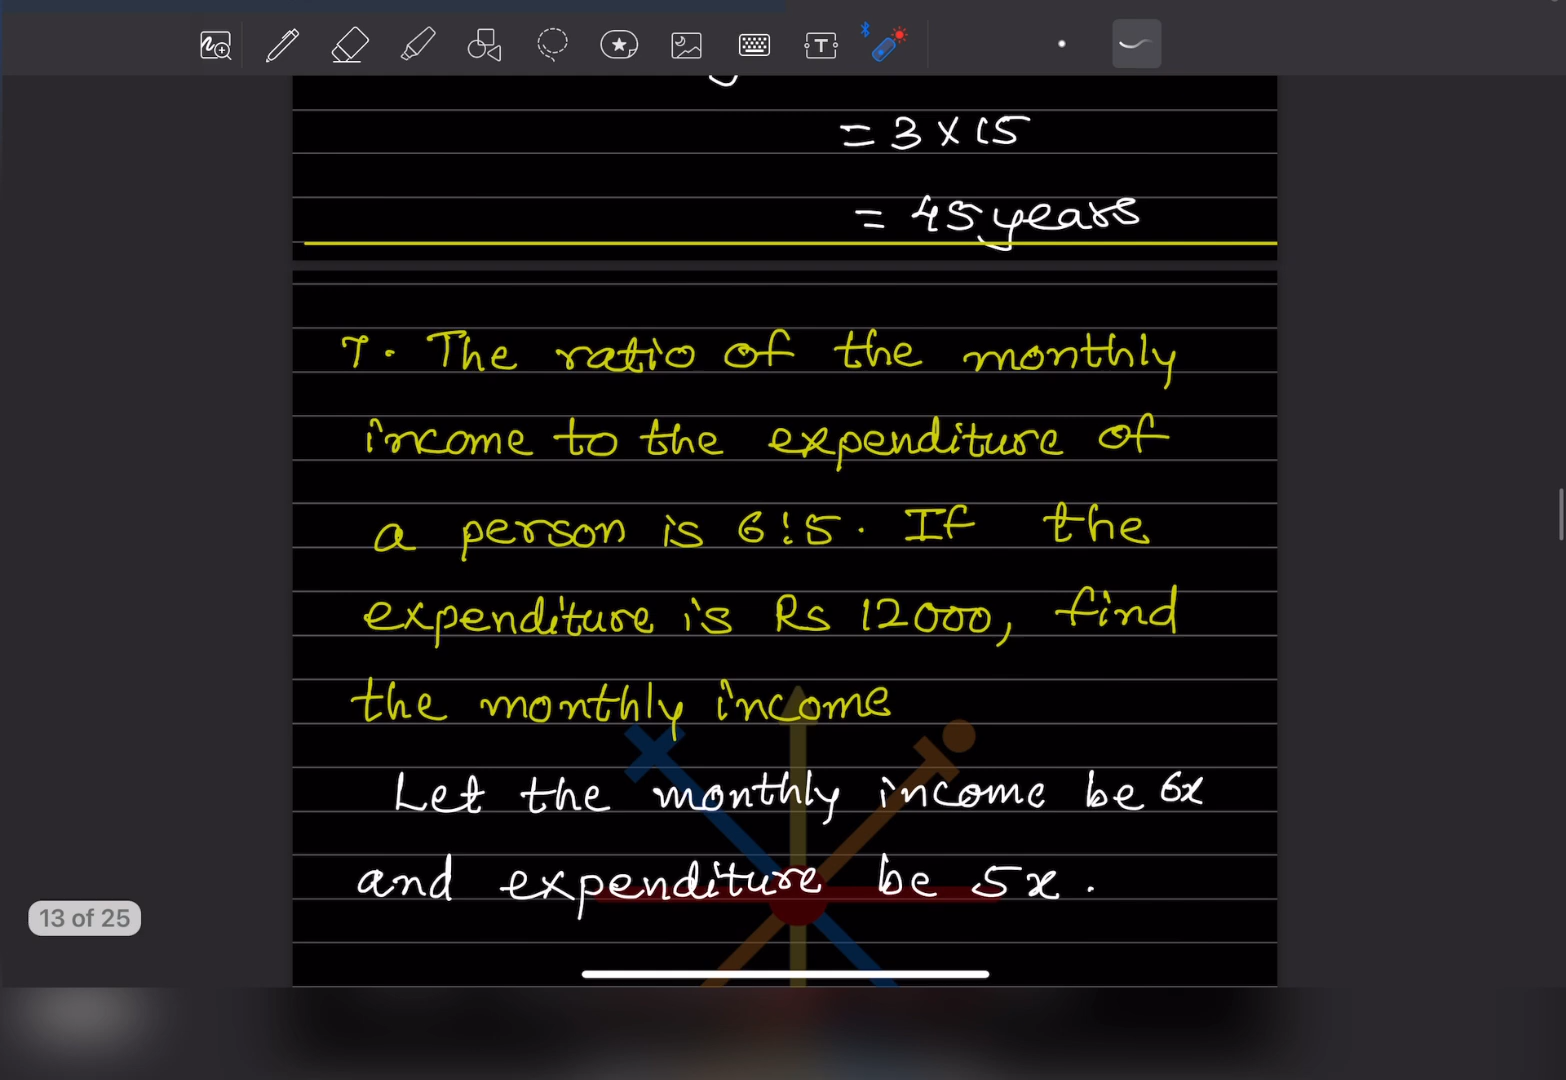 = 3 × 15
= 45 years
7. The ratio of the monthly
income to the expenditure of
a person is 6:5. If the
expenditure is Rs 12000, find
the monthly income
Let the monthly income be 6x
and expenditure be 5x.
13 of 25